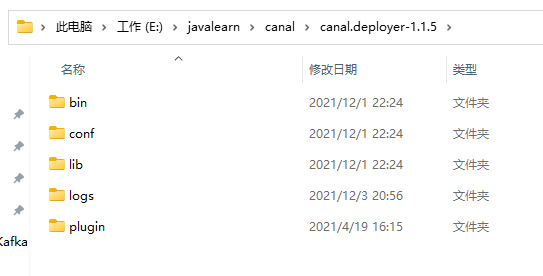 此电脑 > 工作 (E:) > javalearn > canal > canal.deployer-1.1.5 >
名称 修改日期 类型
bin 2021/12/1 22:24 文件夹
conf 2021/12/1 22:24 文件夹
lib 2021/12/1 22:24 文件夹
logs 2021/12/3 20:56 文件夹
plugin 2021/4/19 16:15 文件夹
Kafka